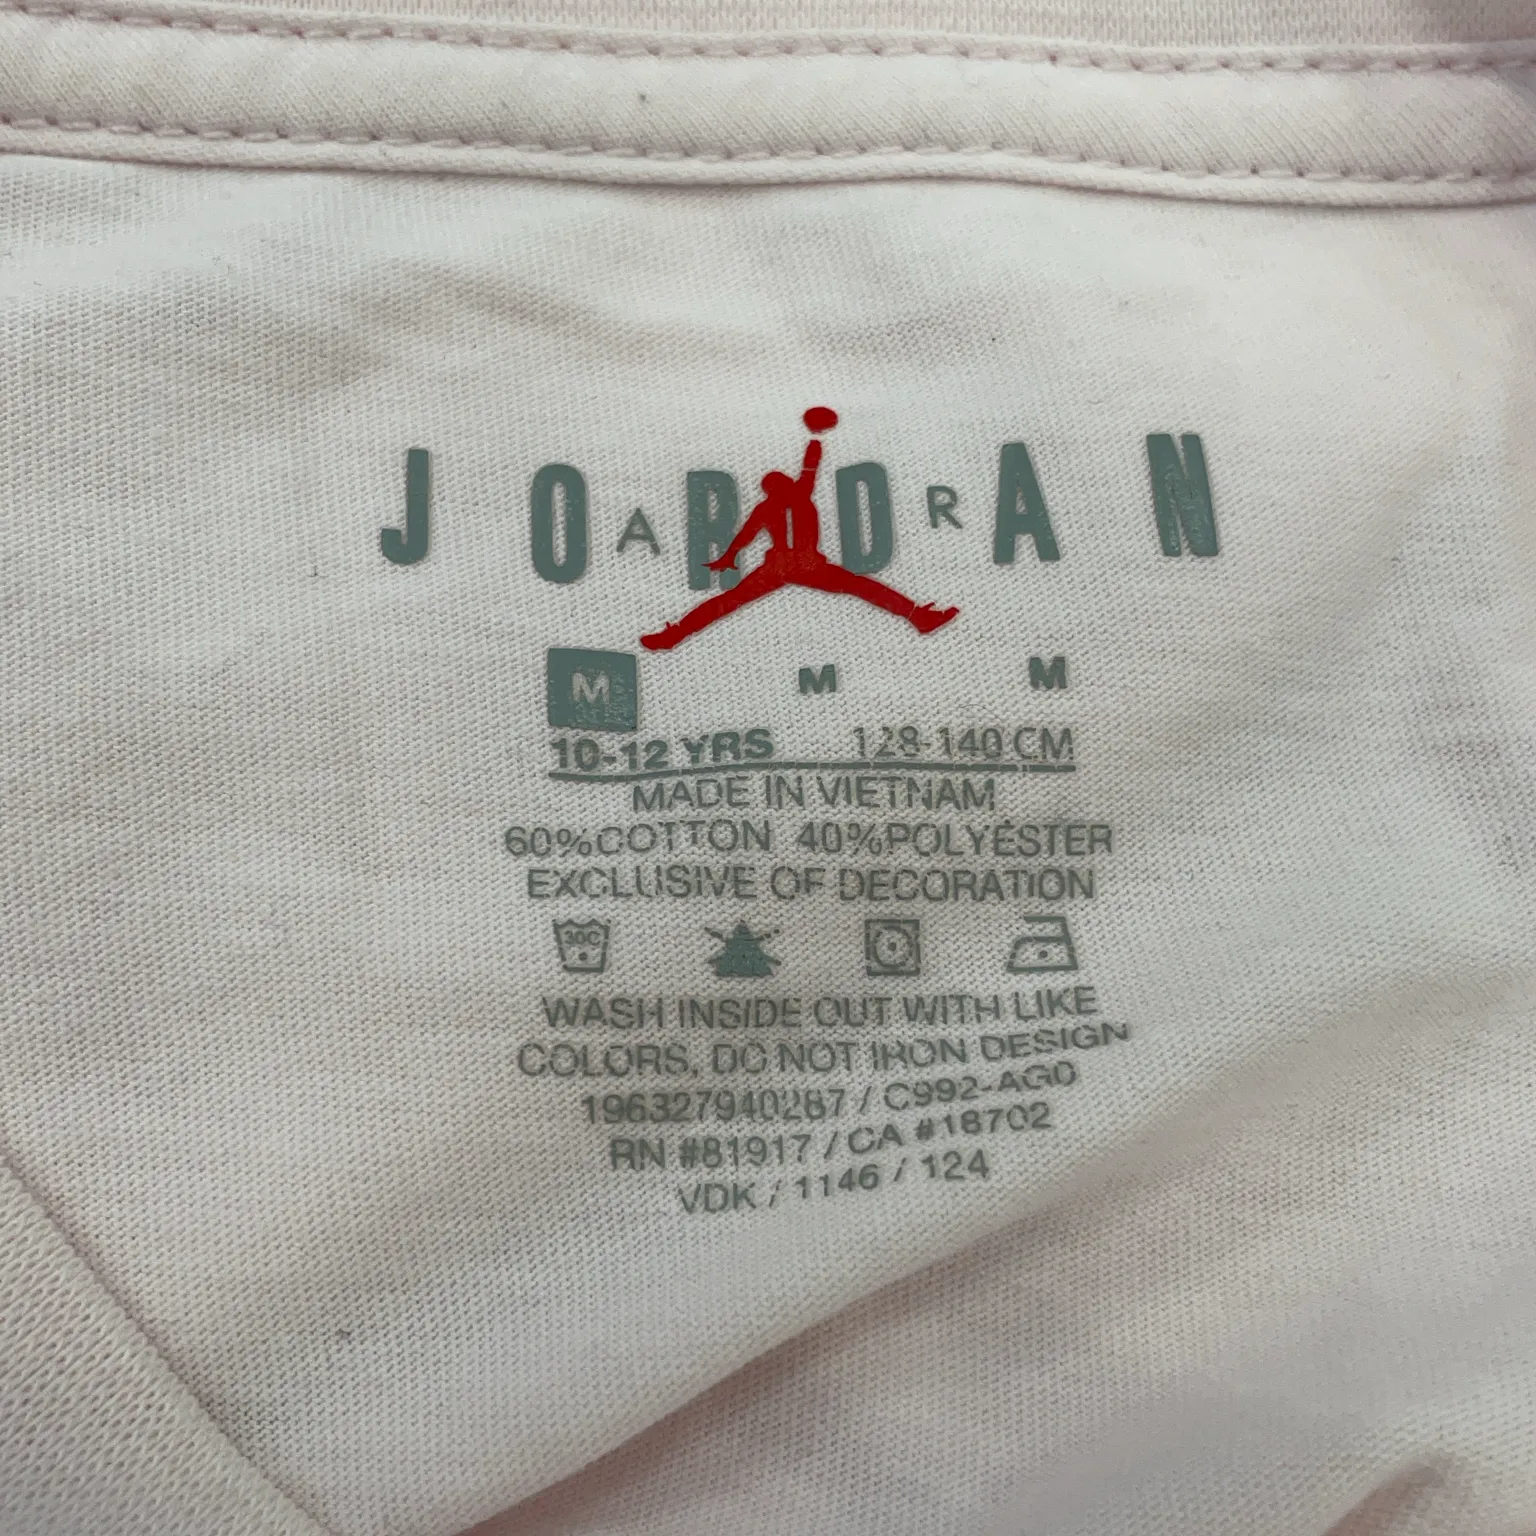 JORDAN
A R
M M M
10-12 YRS 128-140 CM
MADE IN VIETNAM
60%COTTON 40%POLYESTER
EXCLUSIVE OF DECORATION
30C
WASH INSIDE OUT WITH LIKE
COLORS, DO NOT IRON DESIGN
196327940287 / C992-AG0
RN #81917 / CA #18702
VDK / 1146 / 124